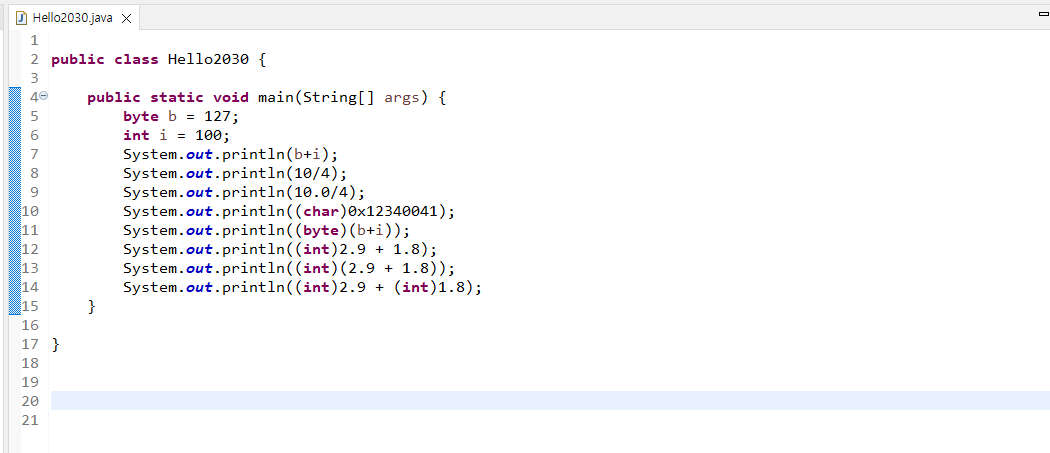 Hello2030.java
1
2 public class Hello2030 {
3
4 public static void main(String[] args) {
5 byte b = 127;
6 int i = 100;
7 System.out.println(b+i);
8 System.out.println(10/4);
9 System.out.println(10.0/4);
10 System.out.println((char)0x12340041);
11 System.out.println((byte)(b+i));
12 System.out.println((int)2.9 + 1.8);
13 System.out.println((int)(2.9 + 1.8));
14 System.out.println((int)2.9 + (int)1.8);
15 }
16
17 }
18
19
20
21